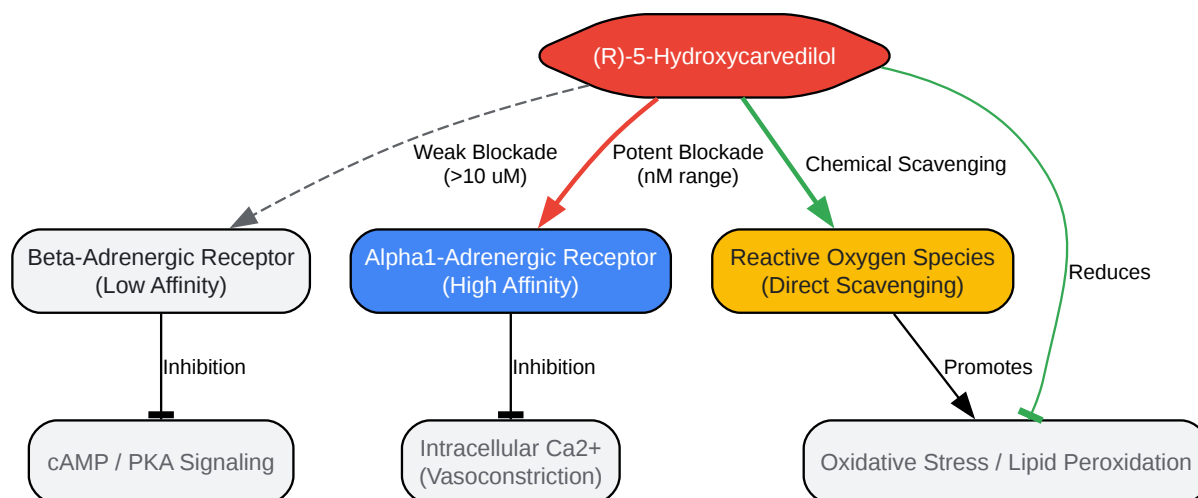 (R)-5-Hydroxycarvedilol
Weak Blockade
(>10 uM)
Potent Blockade
(nM range)
Chemical Scavenging
Beta-Adrenergic Receptor
(Low Affinity)
Alpha1-Adrenergic Receptor
(High Affinity)
Reactive Oxygen Species
(Direct Scavenging)
Reduces
Inhibition
Inhibition
Promotes
cAMP / PKA Signaling
Intracellular Ca2+
(Vasoconstriction)
Oxidative Stress / Lipid Peroxidation